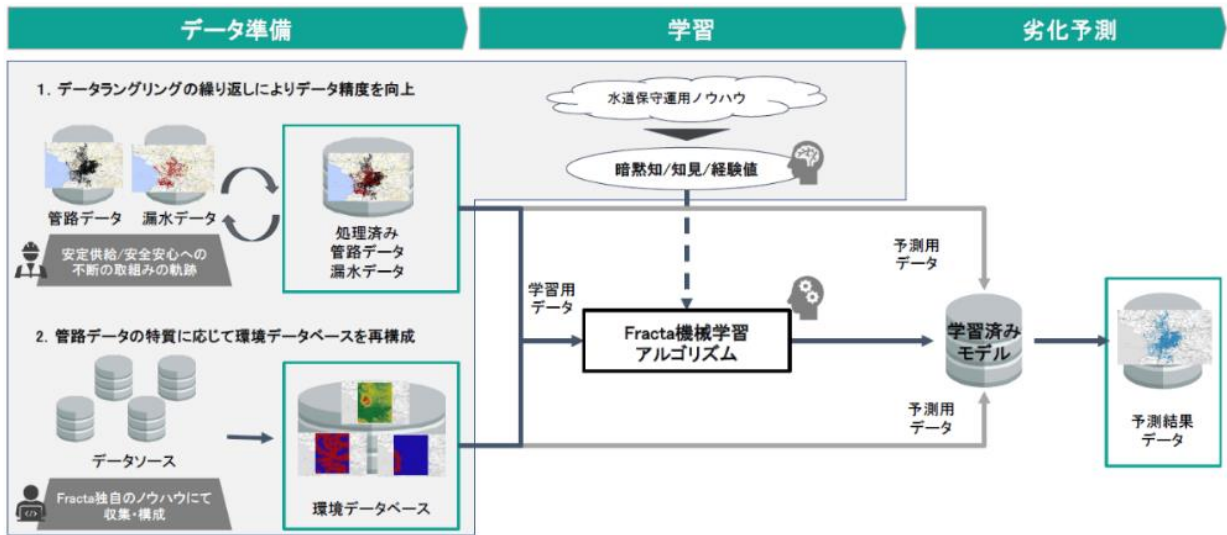 データ準備
学習
劣化予測
1. データラングリングの繰り返しによりデータ精度を向上
管路データ
漏水データ
安定供給/安全安心への
不断の取組みの軌跡
処理済み
管路データ
漏水データ
水道保守運用ノウハウ
暗黙知/知見/経験値
2. 管路データの特質に応じて環境データベースを再構成
データソース
Fracta独自のノウハウにて
収集・構成
環境データベース
学習用
データ
Fracta機械学習
アルゴリズム
予測用
データ
学習済み
モデル
予測用
データ
予測結果
データ